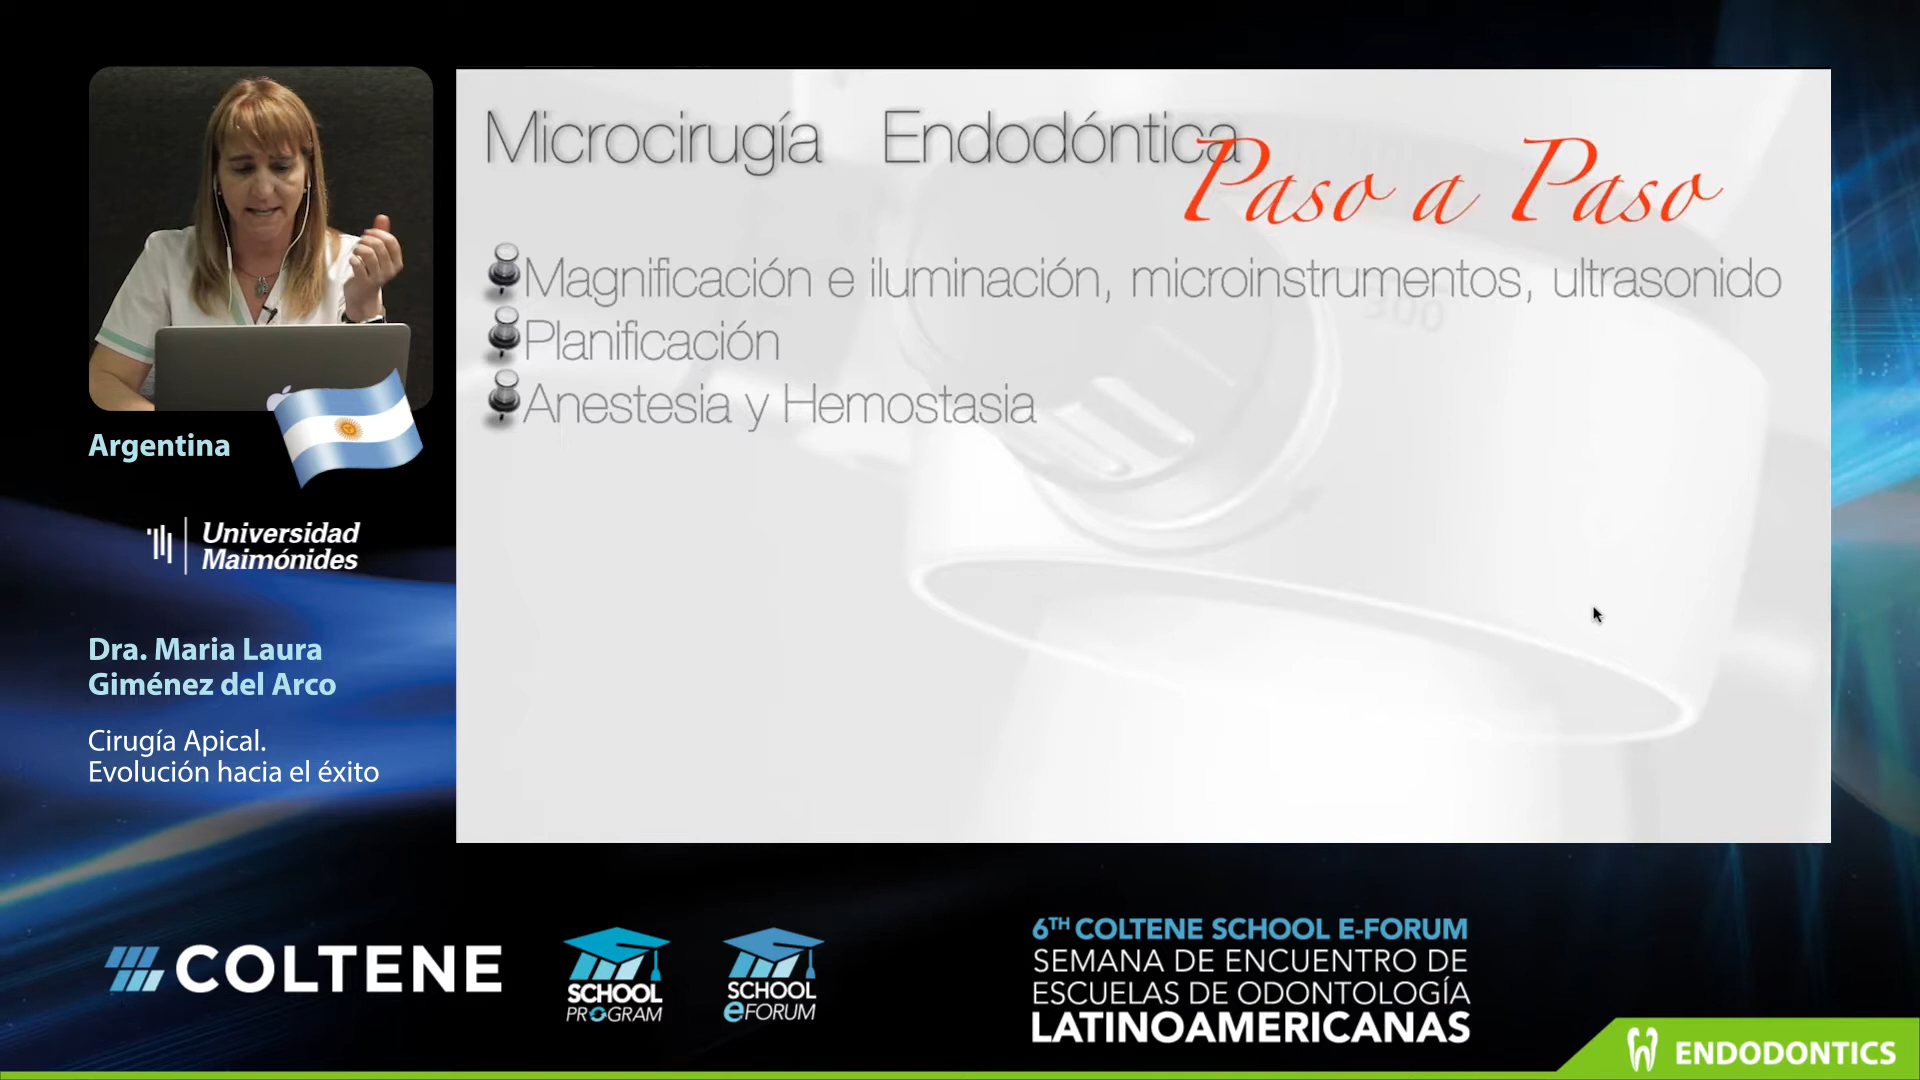 Microcirugía Endodóntica
Paso a Paso
Magnificación e iluminación, microinstrumentos, ultrasonido
Planificación
Anestesia y Hemostasia
300
Argentina
Universidad
Maimónides
Dra. Maria Laura
Giménez del Arco
Cirugía Apical.
Evolución hacia el éxito
COLTENE
SCHOOL
PROGRAM
SCHOOL
eFORUM
6TH COLTENE SCHOOL E-FORUM
SEMANA DE ENCUENTRO DE
ESCUELAS DE ODONTOLOGÍA
LATINOAMERICANAS
ENDODONTICS